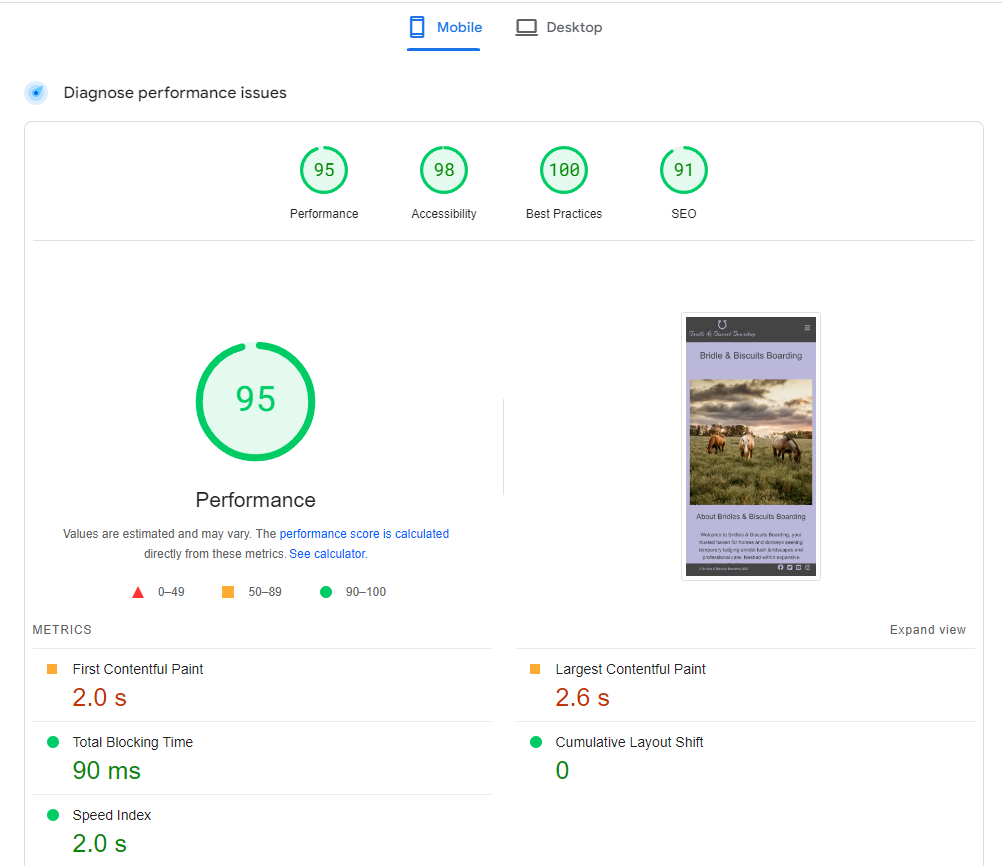 Mobile
Desktop
Diagnose performance issues
95
98
100
91
Performance
Accessibility
Best Practices
SEO
95
Performance
Values are estimated and may vary. The performance score is calculated
directly from these metrics. See calculator.
0–49
50–89
90–100
Bridle & Biscuit Boarding
Bridle & Biscuits Boarding
About Bridles & Biscuits Boarding
Welcome to Bridles & Biscuits Boarding, your
trusted haven for horses and donkeys seeking
temporary lodging amidst lush landscapes and
professional care. Nestled within expansive
METRICS
Expand view
First Contentful Paint
2.0 s
Largest Contentful Paint
2.6 s
Total Blocking Time
90 ms
Cumulative Layout Shift
0
Speed Index
2.0 s